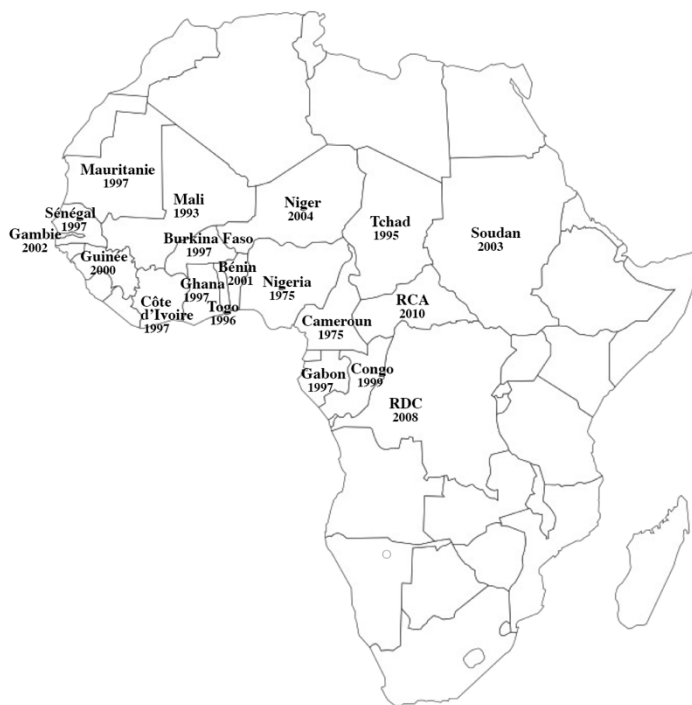 Mauritanie
1997
Mali
1993
Niger
2004
Tchad
1995
Soudan
2003
Sénégal
1997
Gambie
2002
Guinée
2000
Burkina Faso
1997
Bénin
2001
Nigeria
1975
Ghana
1997
Côte
d'Ivoire
1997
Togo
1996
Cameroun
1975
RCA
2010
Gabon
1997
Congo
1999
RDC
2008